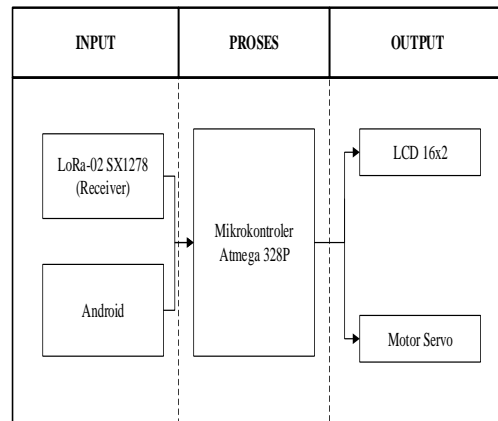 INPUT
PROSES
OUTPUT
LoRa-02 SX1278
(Receiver)
Android
Mikrokontroler
Atmega 328P
LCD 16x2
Motor Servo